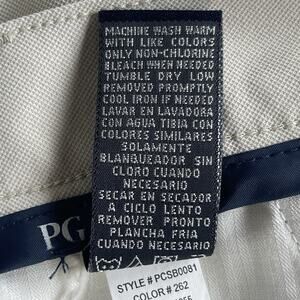 MACHINE WASH WARM
WITH LIKE COLORS
ONLY NON-CHLORINE
BLEACH WHEN NEEDED
TUMBLE DRY LOW
REMOVED PROMPTLY
COOL IRON IF NEEDED
LAVAR EN LAVADORA
CON AGUA TIBIA CON
COLORES SIMILARES
SOLAMENTE
BLANQUEADOR SIN
CLORO CUANDO
NECESARIO
SECAR EN SECADOR
A CICLO LENTO
REMOVER PRONTO
PLANCHA FRIA
CUANDO NECESARIO
PG
STYLE # PCSB0081
COLOR # 262